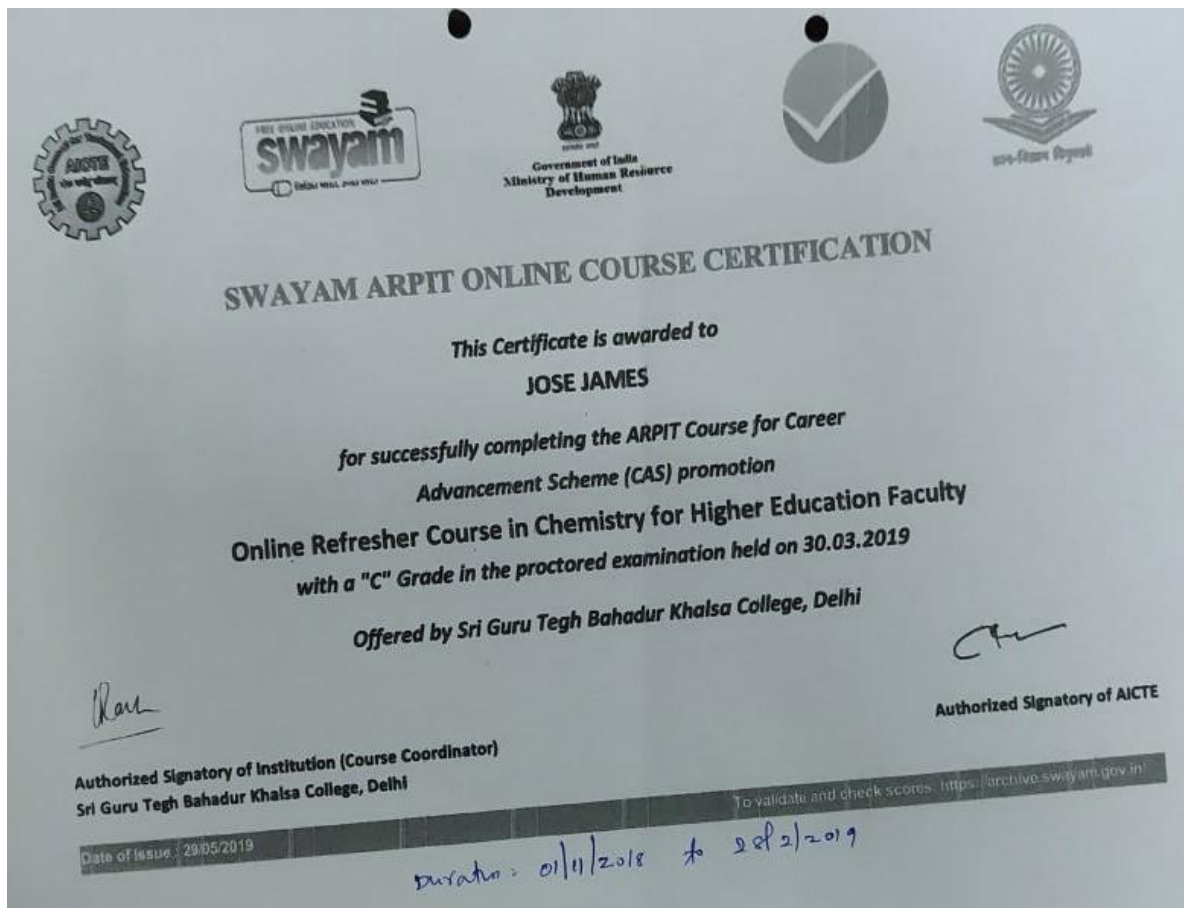 AICTE
FREE ONLINE EDUCATION
swayam
Government of India
Ministry of Human Resource
Development
SWAYAM ARPIT ONLINE COURSE CERTIFICATION
This Certificate is awarded to
JOSE JAMES
for successfully completing the ARPIT Course for Career
Advancement Scheme (CAS) promotion
Online Refresher Course in Chemistry for Higher Education Faculty
with a "C" Grade in the proctored examination held on 30.03.2019
Offered by Sri Guru Tegh Bahadur Khalsa College, Delhi
Authorized Signatory of AICTE
Authorized Signatory of Institution (Course Coordinator)
Sri Guru Tegh Bahadur Khalsa College, Delhi
To validate and check scores: https://archive.swayam.gov.in/
Date of Issue : 29/05/2019
Duration : 01/11/2018 to 28/2/2019